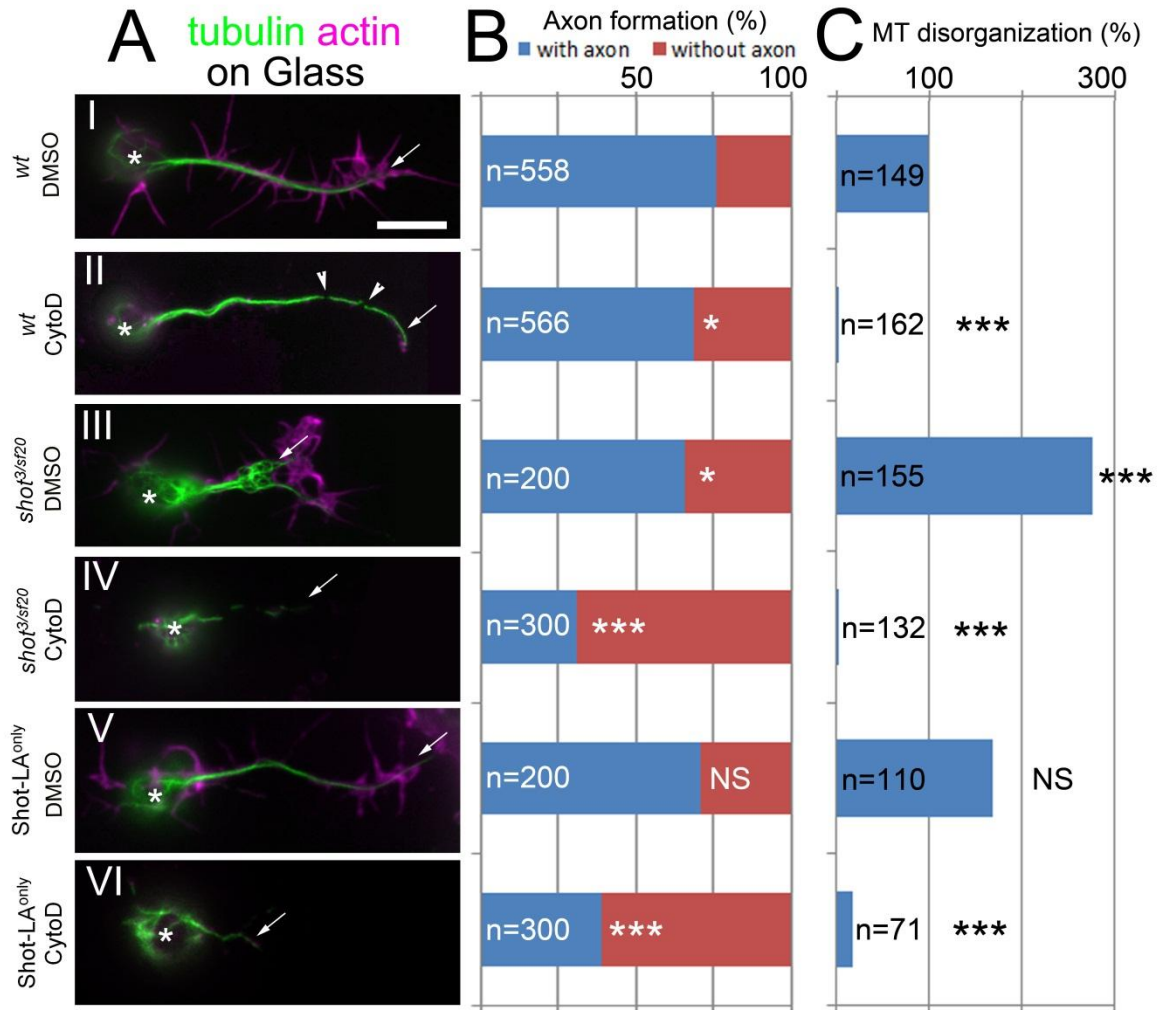 A tubulin actin
on Glass
B Axon formation (%)
with axon without axon
50 100
C MT disorganization (%)
100 300
wt
DMSO
I
*
n=558
n=149
wt
CytoD
II
*
n=566 *
n=162 ***
shot3/sf20
DMSO
III
*
n=200 *
n=155 ***
shot3/sf20
CytoD
IV
*
n=300 ***
n=132 ***
Shot-LAonly
DMSO
V
*
n=200 NS
n=110 NS
Shot-LAonly
CytoD
VI
*
n=300 ***
n=71 ***